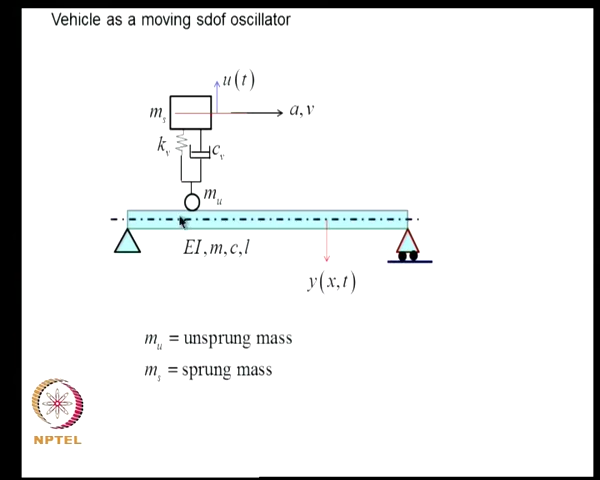 Vehicle as a moving sdof oscillator
u(t)
m_s
a,v
k_v
c_v
m_u
EI,m,c,l
y(x,t)
m_u = unsprung mass
m_s = sprung mass
NPTEL